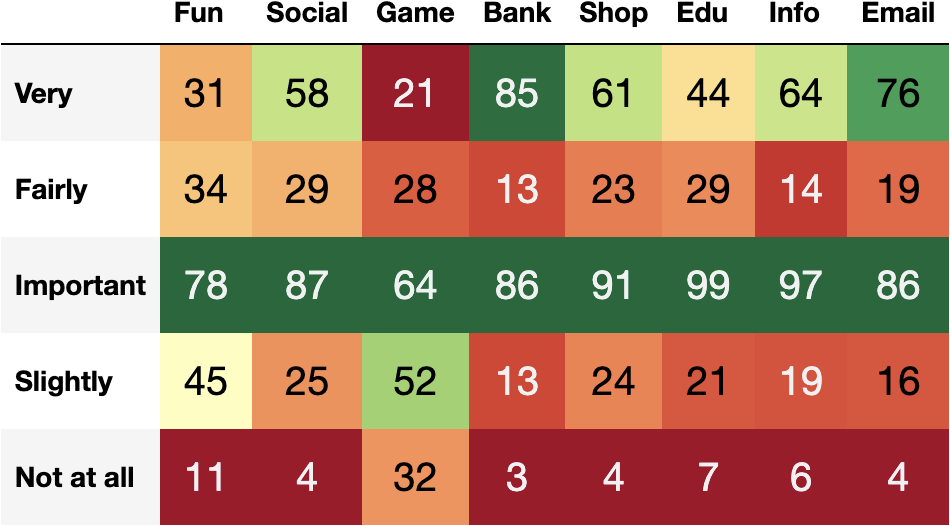 Fun Social Game Bank Shop Edu Info Email
Very 31 58 21 85 61 44 64 76
Fairly 34 29 28 13 23 29 14 19
Important 78 87 64 86 91 99 97 86
Slightly 45 25 52 13 24 21 19 16
Not at all 11 4 32 3 4 7 6 4